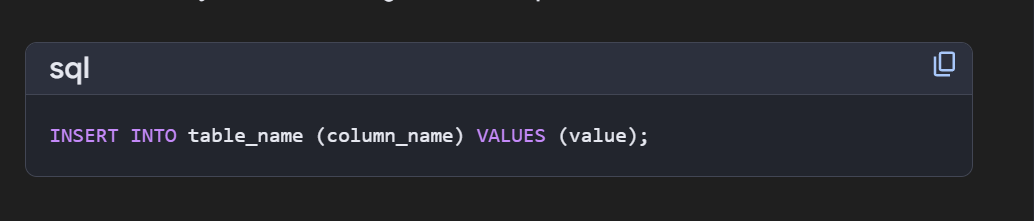 sql
INSERT INTO table_name (column_name) VALUES (value);